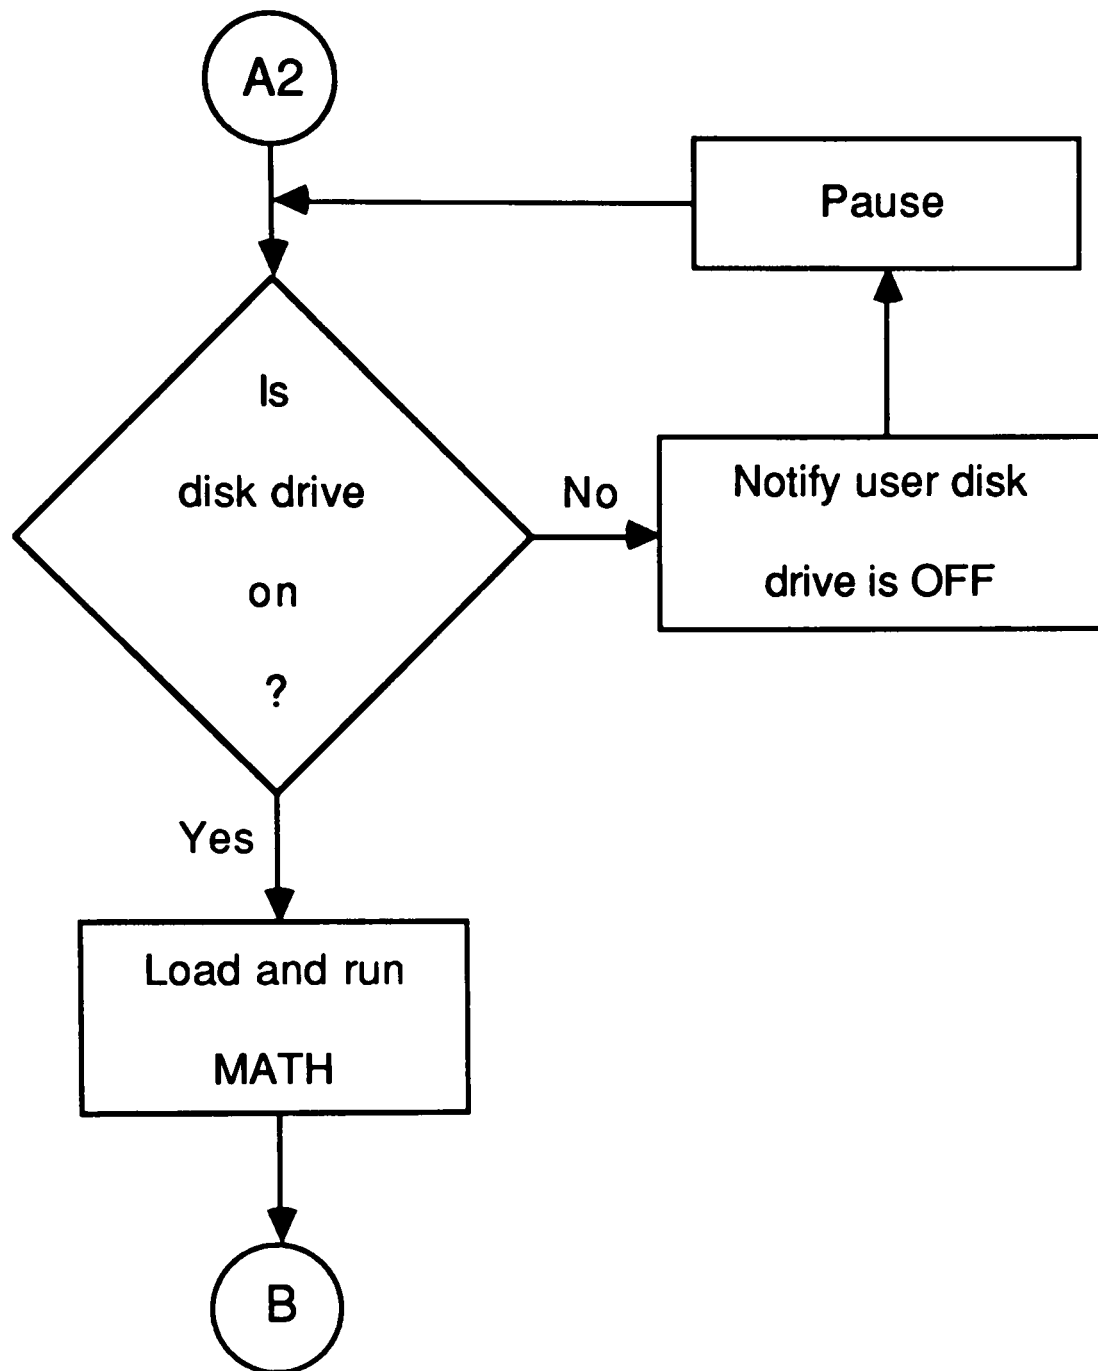 A2
Pause
Is
disk drive
on
?
No
Notify user disk
drive is OFF
Yes
Load and run
MATH
B